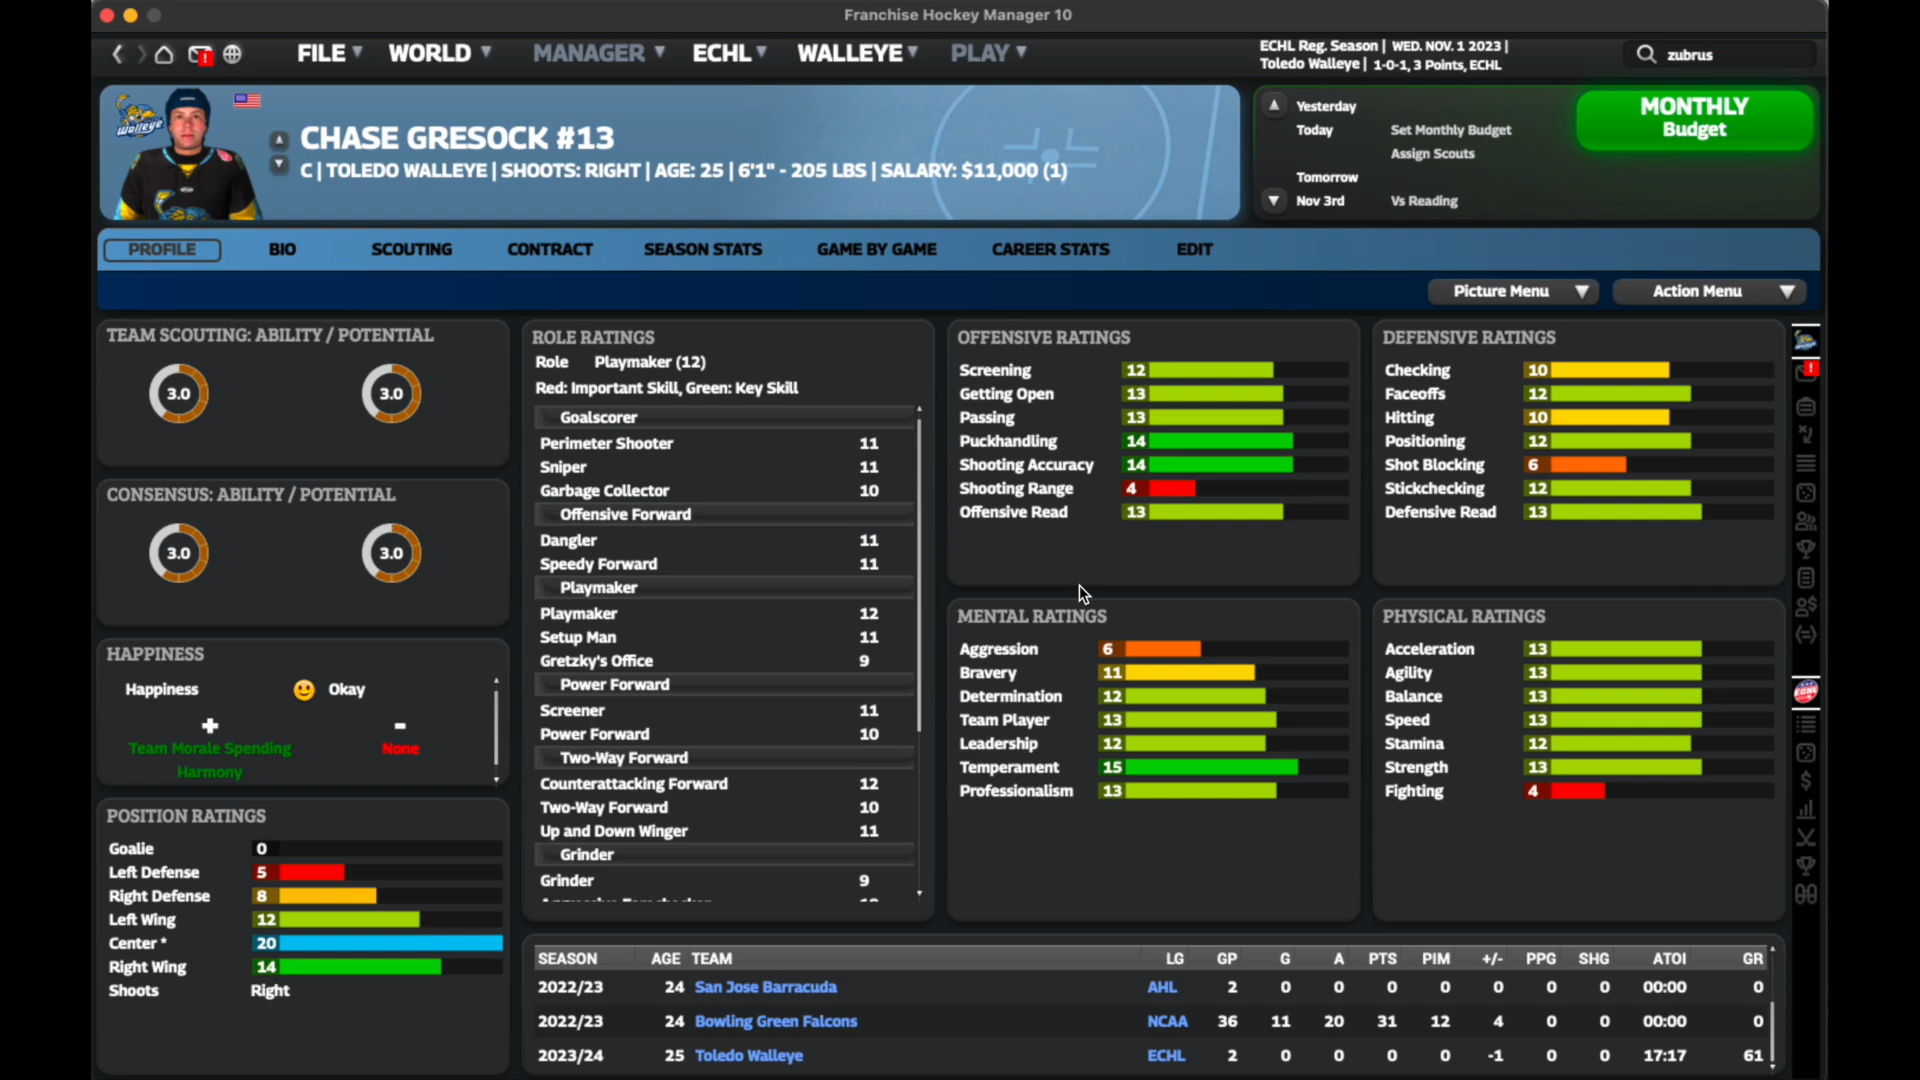 Franchise Hockey Manager 10
FILE WORLD MANAGER ECHL WALLEYE PLAY
ECHL Reg. Season | WED. NOV. 1 2023 |
Toledo Walleye | 1-0-1, 3 Points, ECHL
zubrus
Walleye
CHASE GRESOCK #13
C | TOLEDO WALLEYE | SHOOTS: RIGHT | AGE: 25 | 6'1" - 205 LBS | SALARY: $11,000 (1)
Yesterday
Today Set Monthly Budget
Assign Scouts
Tomorrow
Nov 3rd Vs Reading
MONTHLY
Budget
PROFILE BIO SCOUTING CONTRACT SEASON STATS GAME BY GAME CAREER STATS EDIT
Picture Menu Action Menu
TEAM SCOUTING: ABILITY / POTENTIAL
3.0 3.0
CONSENSUS: ABILITY / POTENTIAL
3.0 3.0
HAPPINESS
Happiness Okay
+ -
Team Morale Spending None
Harmony
POSITION RATINGS
Goalie 0
Left Defense 5
Right Defense 8
Left Wing 12
Center * 20
Right Wing 14
Shoots Right
ROLE RATINGS
Role Playmaker (12)
Red: Important Skill, Green: Key Skill
Goalscorer
Perimeter Shooter 11
Sniper 11
Garbage Collector 10
Offensive Forward
Dangler 11
Speedy Forward 11
Playmaker
Playmaker 12
Setup Man 11
Gretzky's Office 9
Power Forward
Screener 11
Power Forward 10
Two-Way Forward
Counterattacking Forward 12
Two-Way Forward 10
Up and Down Winger 11
Grinder
Grinder 9
OFFENSIVE RATINGS
Screening 12
Getting Open 13
Passing 13
Puckhandling 14
Shooting Accuracy 14
Shooting Range 4
Offensive Read 13
DEFENSIVE RATINGS
Checking 10
Faceoffs 12
Hitting 10
Positioning 12
Shot Blocking 6
Stickchecking 12
Defensive Read 13
MENTAL RATINGS
Aggression 6
Bravery 11
Determination 12
Team Player 13
Leadership 12
Temperament 15
Professionalism 13
PHYSICAL RATINGS
Acceleration 13
Agility 13
Balance 13
Speed 13
Stamina 12
Strength 13
Fighting 4
SEASON AGE TEAM LG GP G A PTS PIM +/- PPG SHG ATOI GR
2022/23 24 San Jose Barracuda AHL 2 0 0 0 0 0 0 0 00:00 0
2022/23 24 Bowling Green Falcons NCAA 36 11 20 31 12 4 0 0 00:00 0
2023/24 25 Toledo Walleye ECHL 2 0 0 0 0 -1 0 0 17:17 61
ECHL